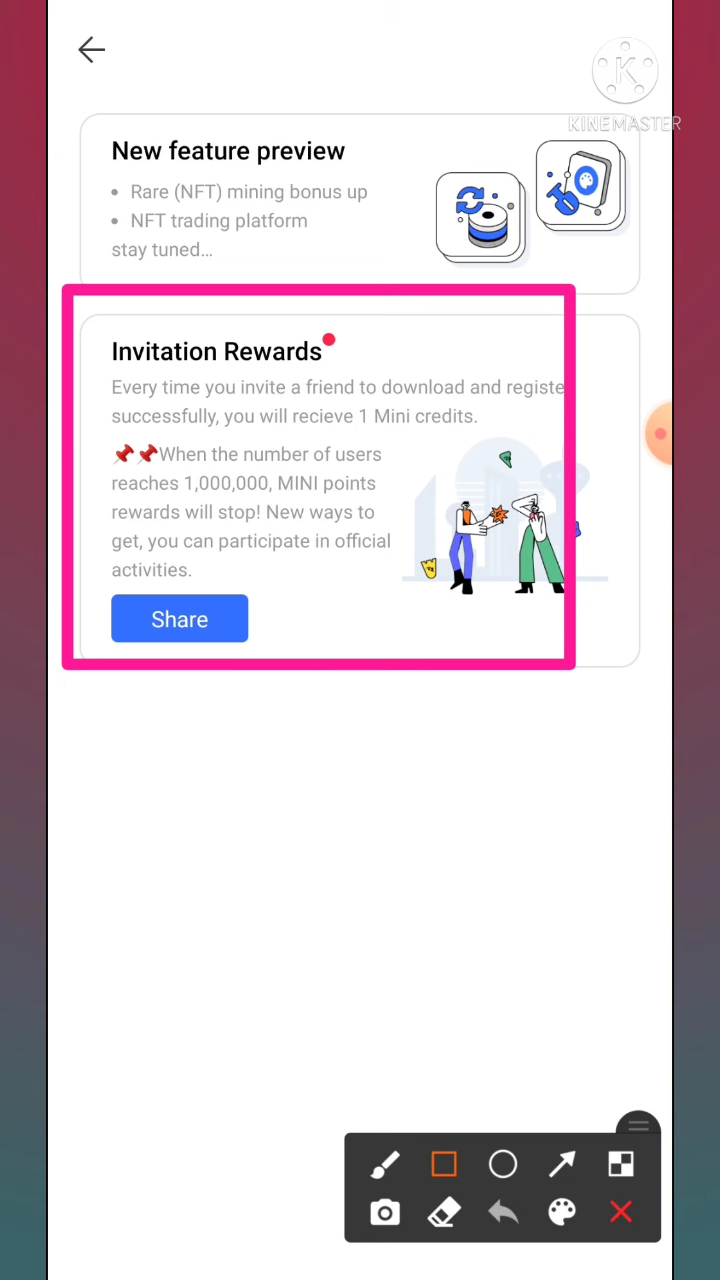 K
KINEMASTER
New feature preview
• Rare (NFT) mining bonus up
• NFT trading platform
stay tuned...
Invitation Rewards
Every time you invite a friend to download and registe
successfully, you will recieve 1 Mini credits.
📌📌When the number of users
reaches 1,000,000, MINI points
rewards will stop! New ways to
get, you can participate in official
activities.
Share